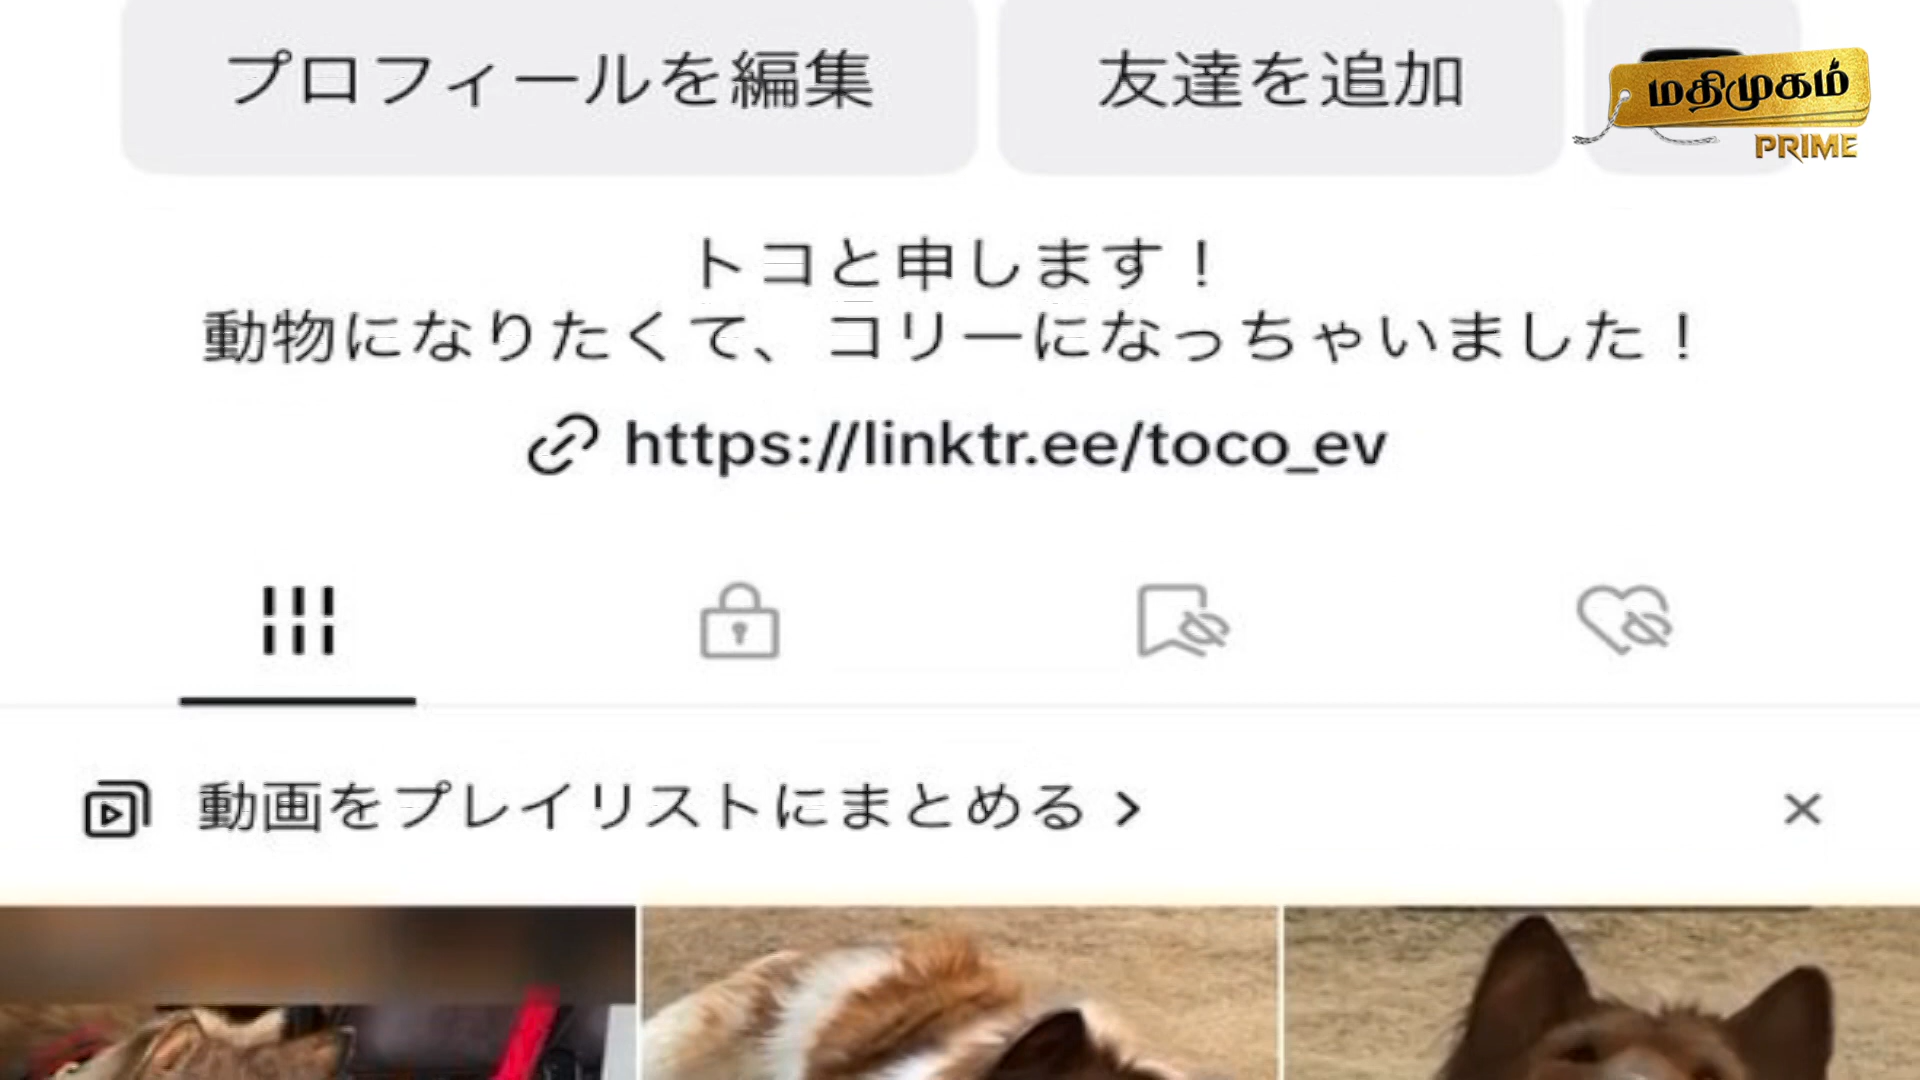 プロフィールを編集
友達を追加
மதிமுகம்
PRIME
トコと申します！
動物になりたくて、コリーになっちゃいました！
https://linktr.ee/toco_ev
動画をプレイリストにまとめる